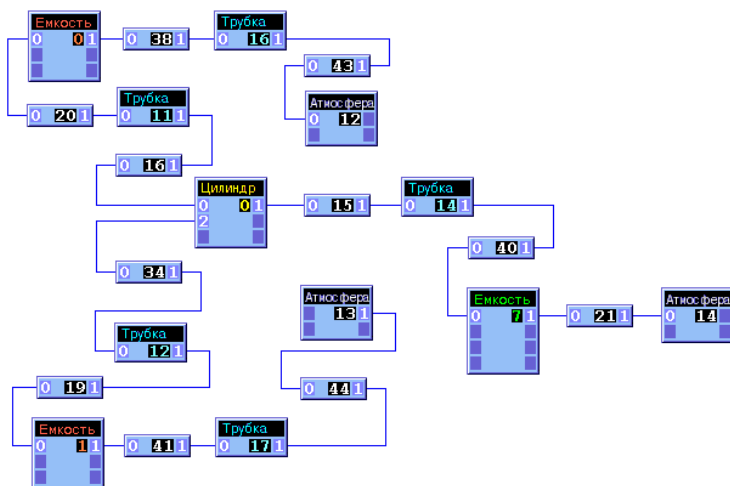 Емкость
0 0 1
0 38 1
Трубка
0 16 1
0 43 1
Атмосфера
0 12
0 20 1
Трубка
0 11 1
0 16 1
Цилиндр
0 0 1
2
0 15 1
Трубка
0 14 1
0 40 1
0 34 1
Атмосфера
13 1
Емкость
0 7 1
0 21 1
Атмосфера
0 14
Трубка
0 12 1
0 19 1
0 44 1
Емкость
0 1 1
0 41 1
Трубка
0 17 1